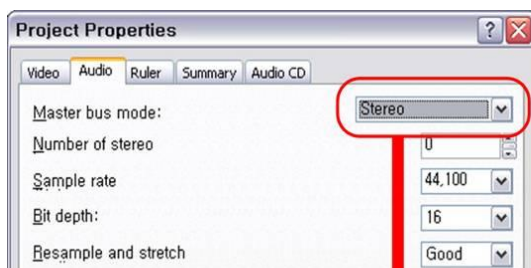 Project Properties
Video Audio Ruler Summary Audio CD
Master bus mode: Stereo
Number of stereo 0
Sample rate 44,100
Bit depth: 16
Resample and stretch Good